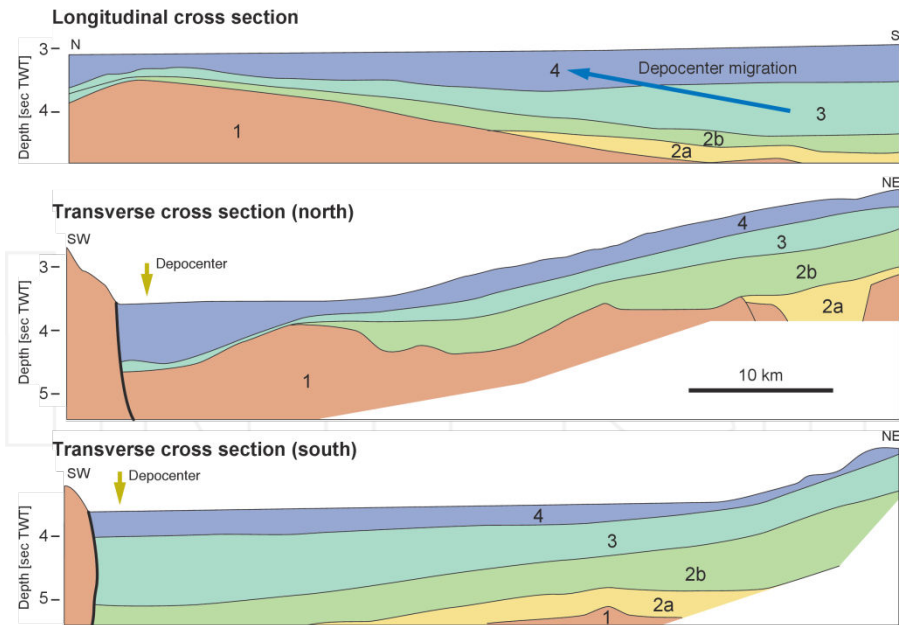 Longitudinal cross section
N
S
3
4
Depth [sec TWT]
4
Depocenter migration
3
1
2b
2a
Transverse cross section (north)
NE
SW
Depocenter
3
4
5
Depth [sec TWT]
4
3
2b
2a
1
10 km
Transverse cross section (south)
NE
SW
Depocenter
4
5
Depth [sec TWT]
4
3
2b
2a
1